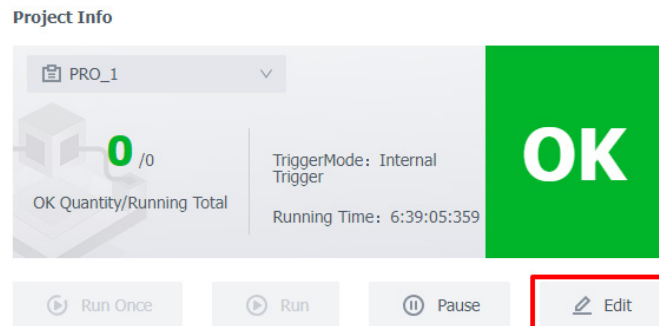 Project Info
PRO_1
0 /0
OK Quantity/Running Total
TriggerMode：Internal
Trigger
Running Time：6:39:05:359
OK
Run Once
Run
Pause
Edit